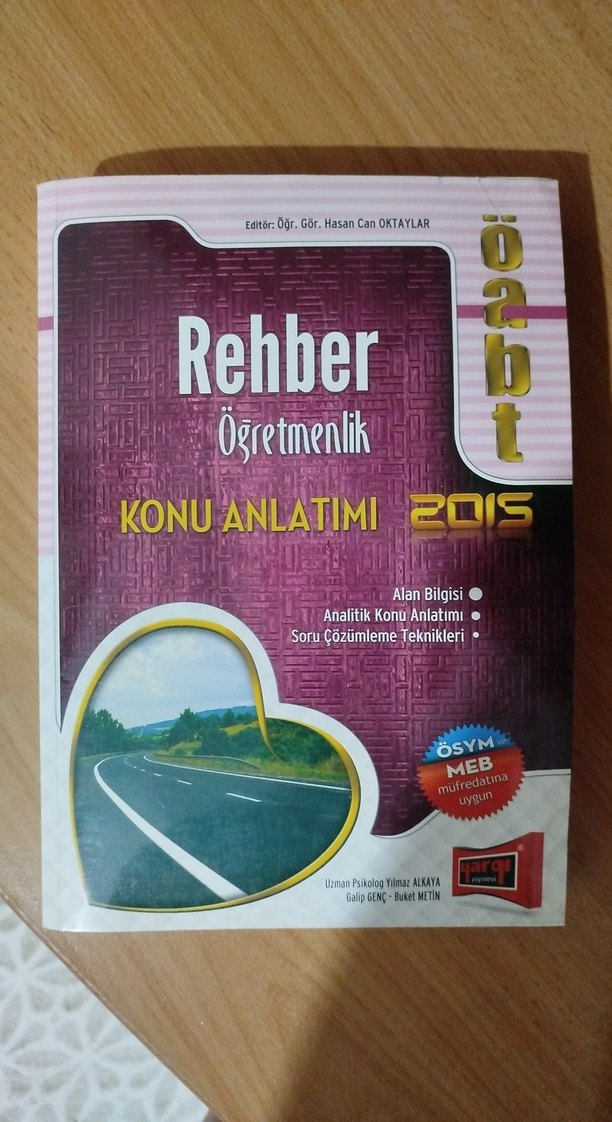 Editör: Öğr. Gör. Hasan Can OKTAYLAR
öabt
Rehber
Öğretmenlik
KONU ANLATIMI 2015
Alan Bilgisi
Analitik Konu Anlatımı
Soru Çözümleme Teknikleri
ÖSYM ve
MEB
müfredatına
uygun
yargı
yayınevi
Uzman Psikolog Yılmaz ALKAYA
Galip GENÇ - Buket METİN